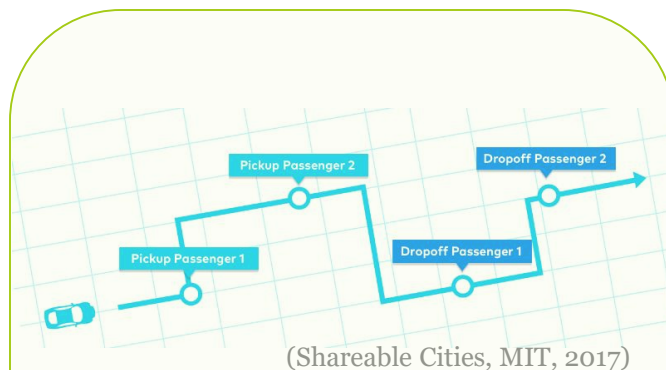 Pickup Passenger 2
Dropoff Passenger 2
Pickup Passenger 1
Dropoff Passenger 1
(Shareable Cities, MIT, 2017)